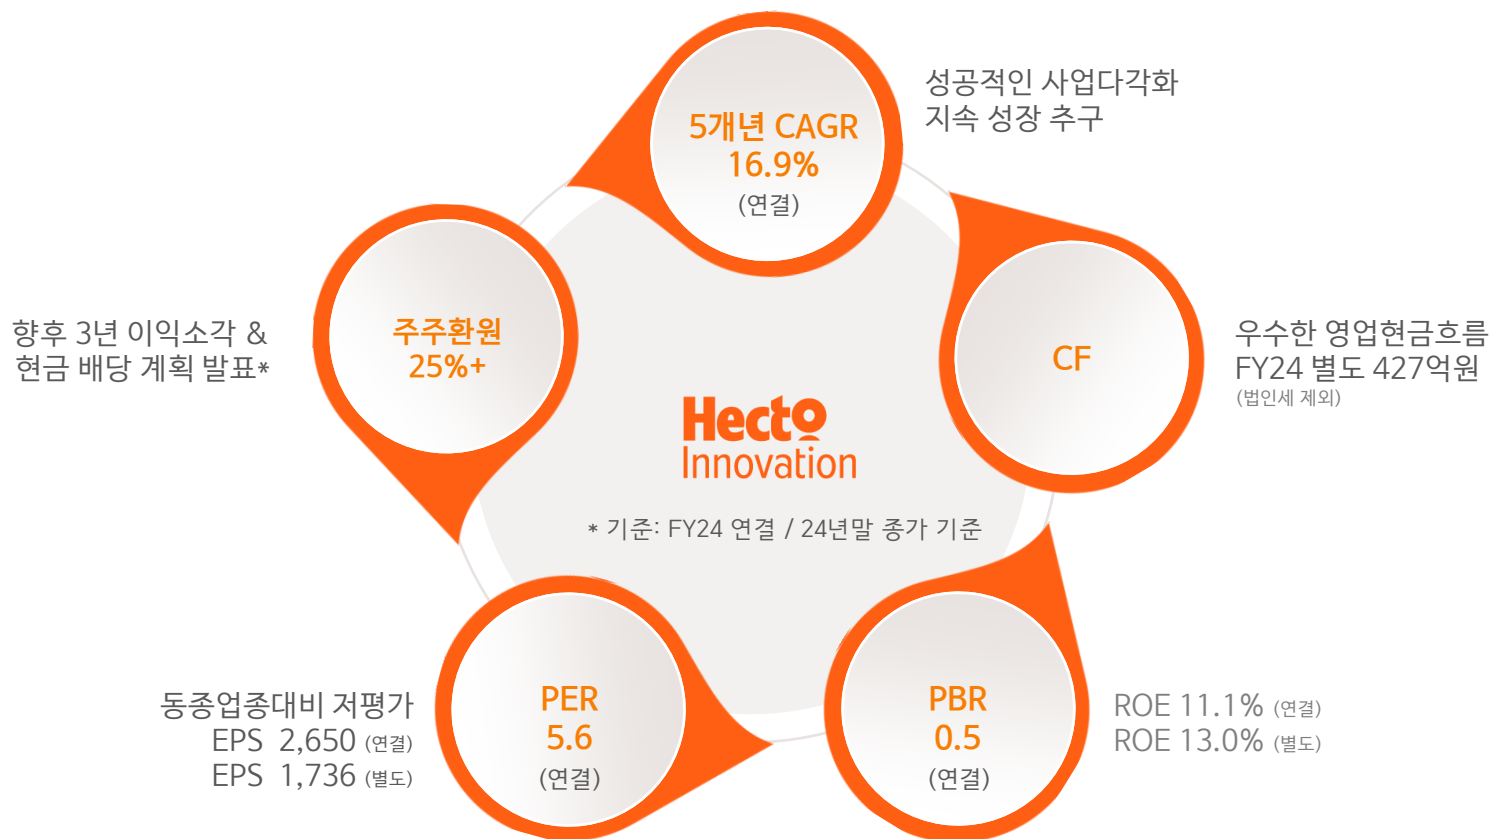 5개년 CAGR
16.9%
(연결)
성공적인 사업다각화
지속 성장 추구
CF
우수한 영업현금흐름
FY24 별도 427억원
(법인세 제외)
PBR
0.5
(연결)
ROE 11.1% (연결)
ROE 13.0% (별도)
PER
5.6
(연결)
동종업종대비 저평가
EPS 2,650 (연결)
EPS 1,736 (별도)
주주환원
25%+
향후 3년 이익소각 &
현금 배당 계획 발표*
Hecto
Innovation
* 기준: FY24 연결 / 24년말 종가 기준